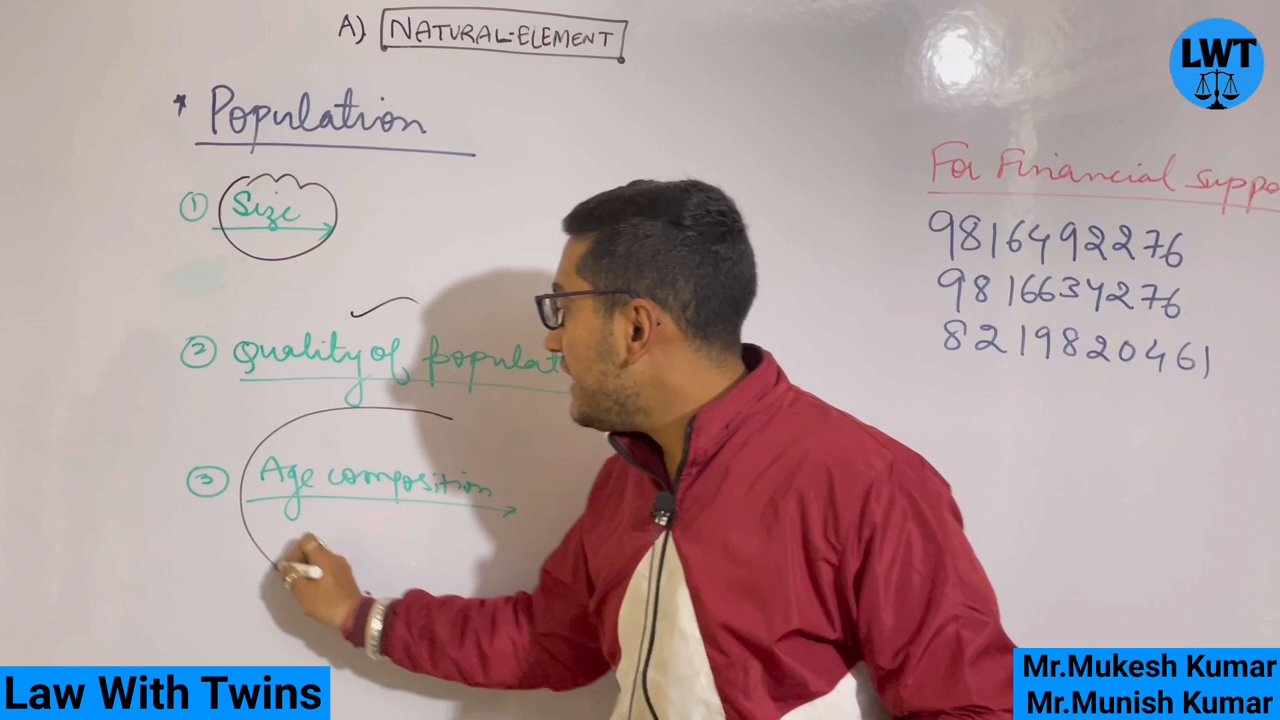 A) NATURAL-ELEMENT
* Population
① Size
② Quality of populat
③ Age composition
LWT
For Financial suppo
9816492276
9816634276
8219820461
Law With Twins
Mr.Mukesh Kumar
Mr.Munish Kumar